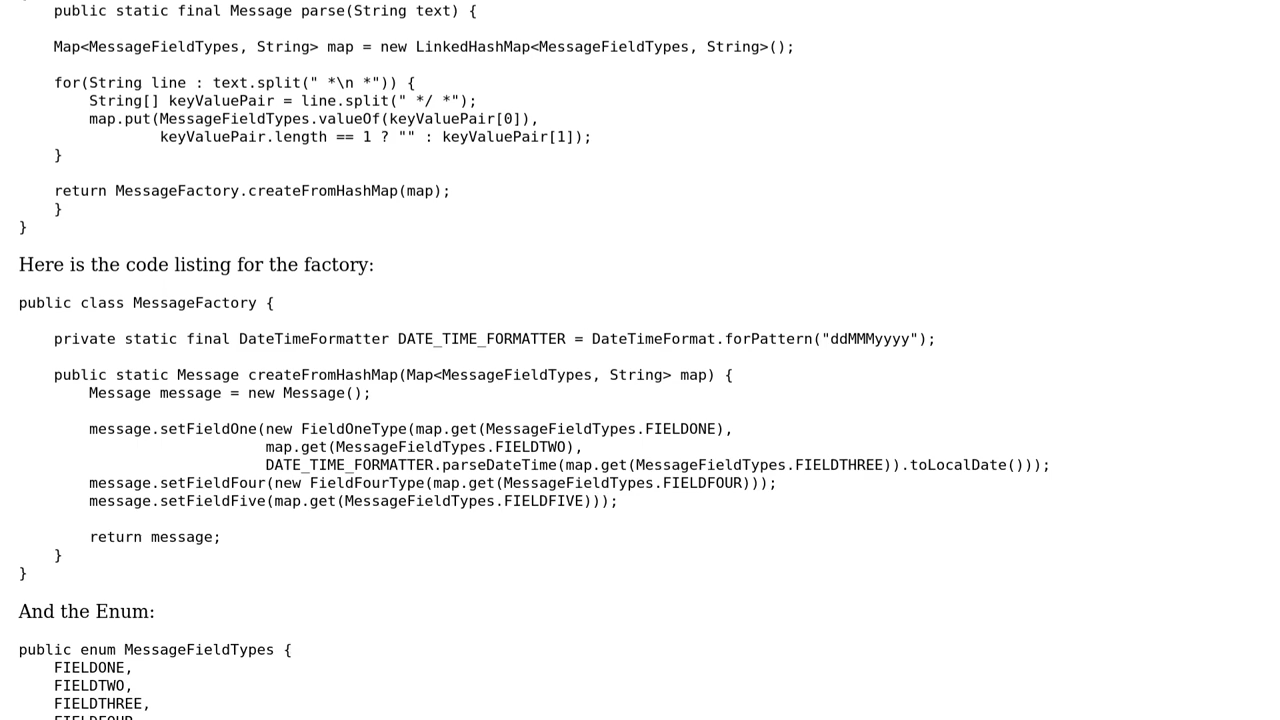 public static final Message parse(String text) {
Map<MessageFieldTypes, String> map = new LinkedHashMap<MessageFieldTypes, String>();
for(String line : text.split(" *\n *")) {
String[] keyValuePair = line.split(" */ *");
map.put(MessageFieldTypes.valueOf(keyValuePair[0]),
keyValuePair.length == 1 ? "" : keyValuePair[1]);
}
return MessageFactory.createFromHashMap(map);
}
}
Here is the code listing for the factory:
public class MessageFactory {
private static final DateTimeFormatter DATE_TIME_FORMATTER = DateTimeFormat.forPattern("ddMMMyyyy");
public static Message createFromHashMap(Map<MessageFieldTypes, String> map) {
Message message = new Message();
message.setFieldOne(new FieldOneType(map.get(MessageFieldTypes.FIELDONE),
map.get(MessageFieldTypes.FIELDTWO),
DATE_TIME_FORMATTER.parseDateTime(map.get(MessageFieldTypes.FIELDTHREE)).toLocalDate()));
message.setFieldFour(new FieldFourType(map.get(MessageFieldTypes.FIELDFOUR)));
message.setFieldFive(map.get(MessageFieldTypes.FIELDFIVE)));
return message;
}
}
And the Enum:
public enum MessageFieldTypes {
FIELDONE,
FIELDTWO,
FIELDTHREE,